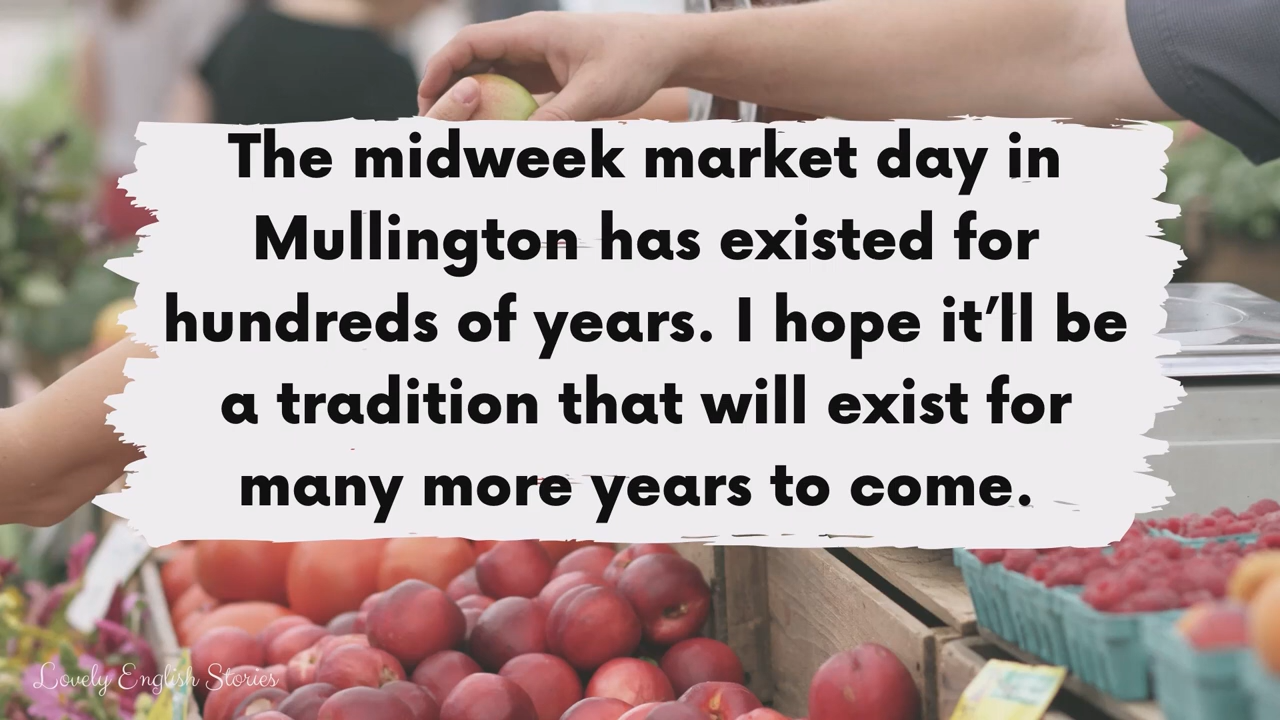 The midweek market day in
Mullington has existed for
hundreds of years. I hope it’ll be
a tradition that will exist for
many more years to come.
Lovely English Stories